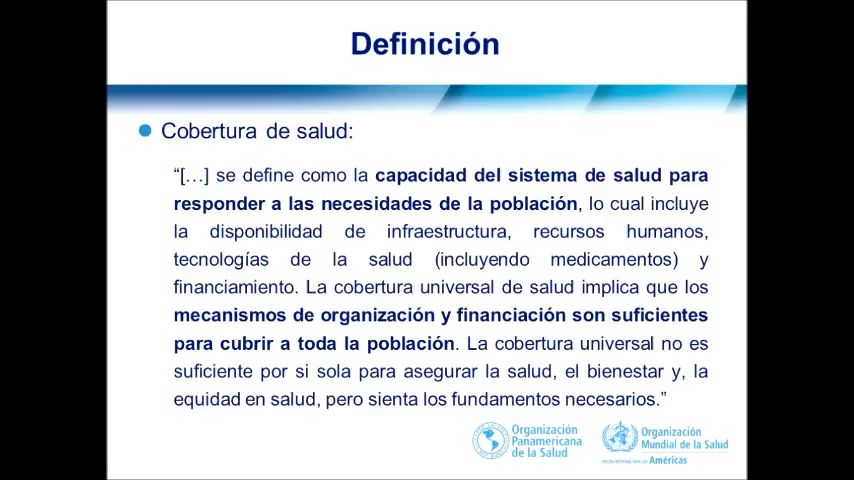 Definición
Cobertura de salud:
“[…] se define como la capacidad del sistema de salud para
responder a las necesidades de la población, lo cual incluye
la disponibilidad de infraestructura, recursos humanos,
tecnologías de la salud (incluyendo medicamentos) y
financiamiento. La cobertura universal de salud implica que los
mecanismos de organización y financiación son suficientes
para cubrir a toda la población. La cobertura universal no es
suficiente por si sola para asegurar la salud, el bienestar y, la
equidad en salud, pero sienta los fundamentos necesarios.”
Organización
Panamericana
de la Salud
Organización
Mundial de la Salud
Américas